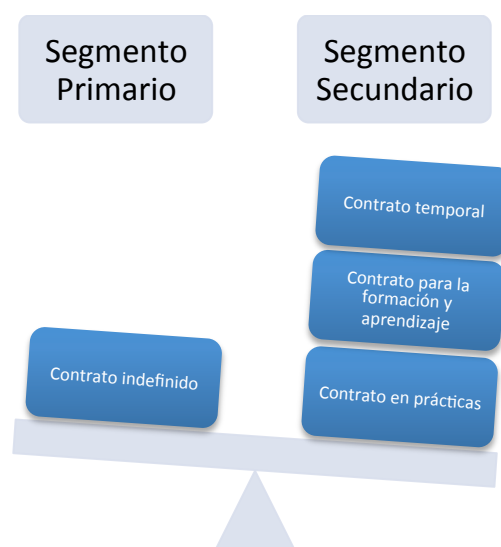 Segmento
Primario
Segmento
Secundario
Contrato temporal
Contrato para la
formación y
aprendizaje
Contrato indefinido
Contrato en prácticas